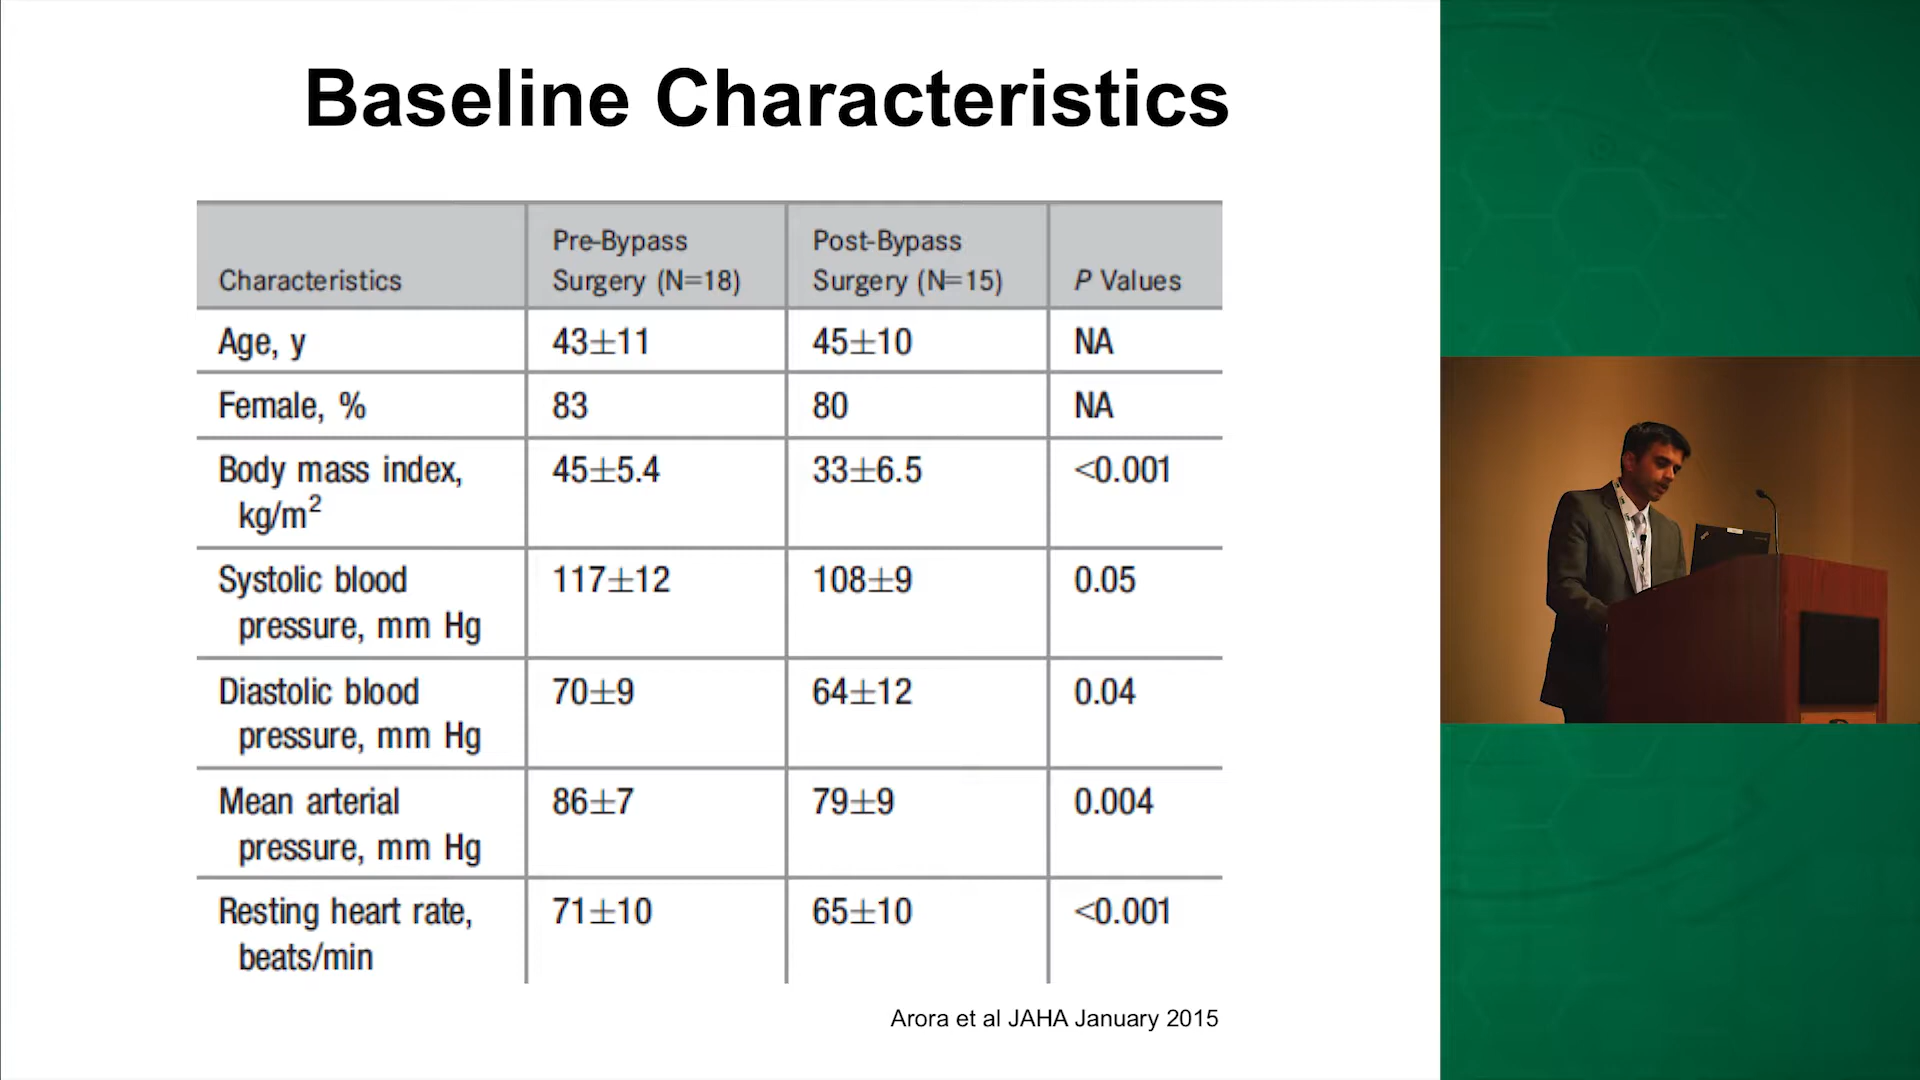 Baseline Characteristics
Characteristics
Pre-Bypass
Surgery (N=18)
Post-Bypass
Surgery (N=15)
P Values
Age, y 43±11 45±10 NA
Female, % 83 80 NA
Body mass index, 45±5.4 33±6.5 <0.001
kg/m²
Systolic blood 117±12 108±9 0.05
pressure, mm Hg
Diastolic blood 70±9 64±12 0.04
pressure, mm Hg
Mean arterial 86±7 79±9 0.004
pressure, mm Hg
Resting heart rate, 71±10 65±10 <0.001
beats/min
Arora et al JAHA January 2015